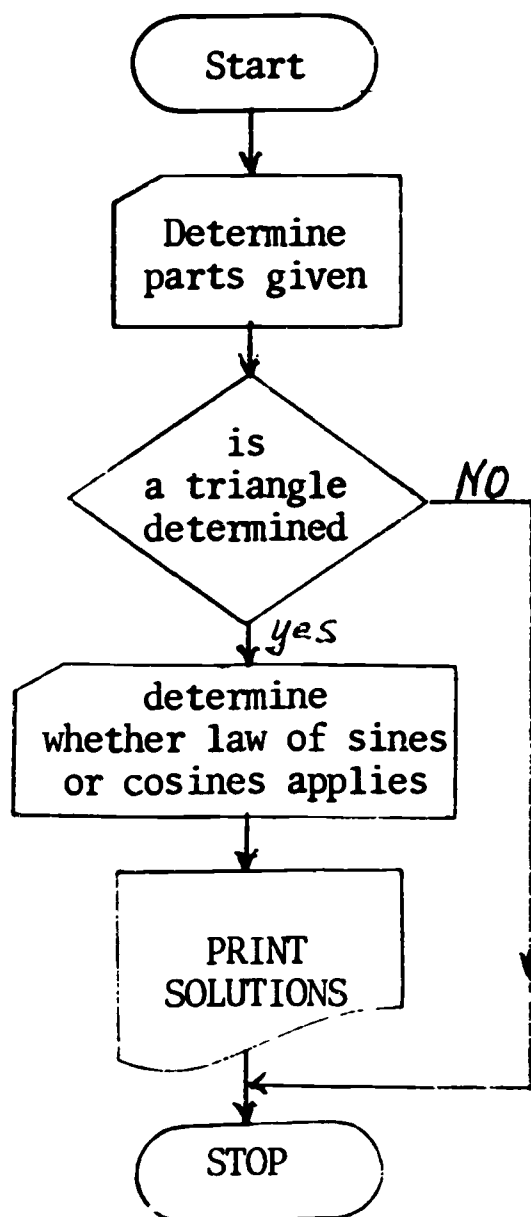 Start
Determine
parts given
is
a triangle
determined
NO
yes
determine
whether law of sines
or cosines applies
PRINT
SOLUTIONS
STOP